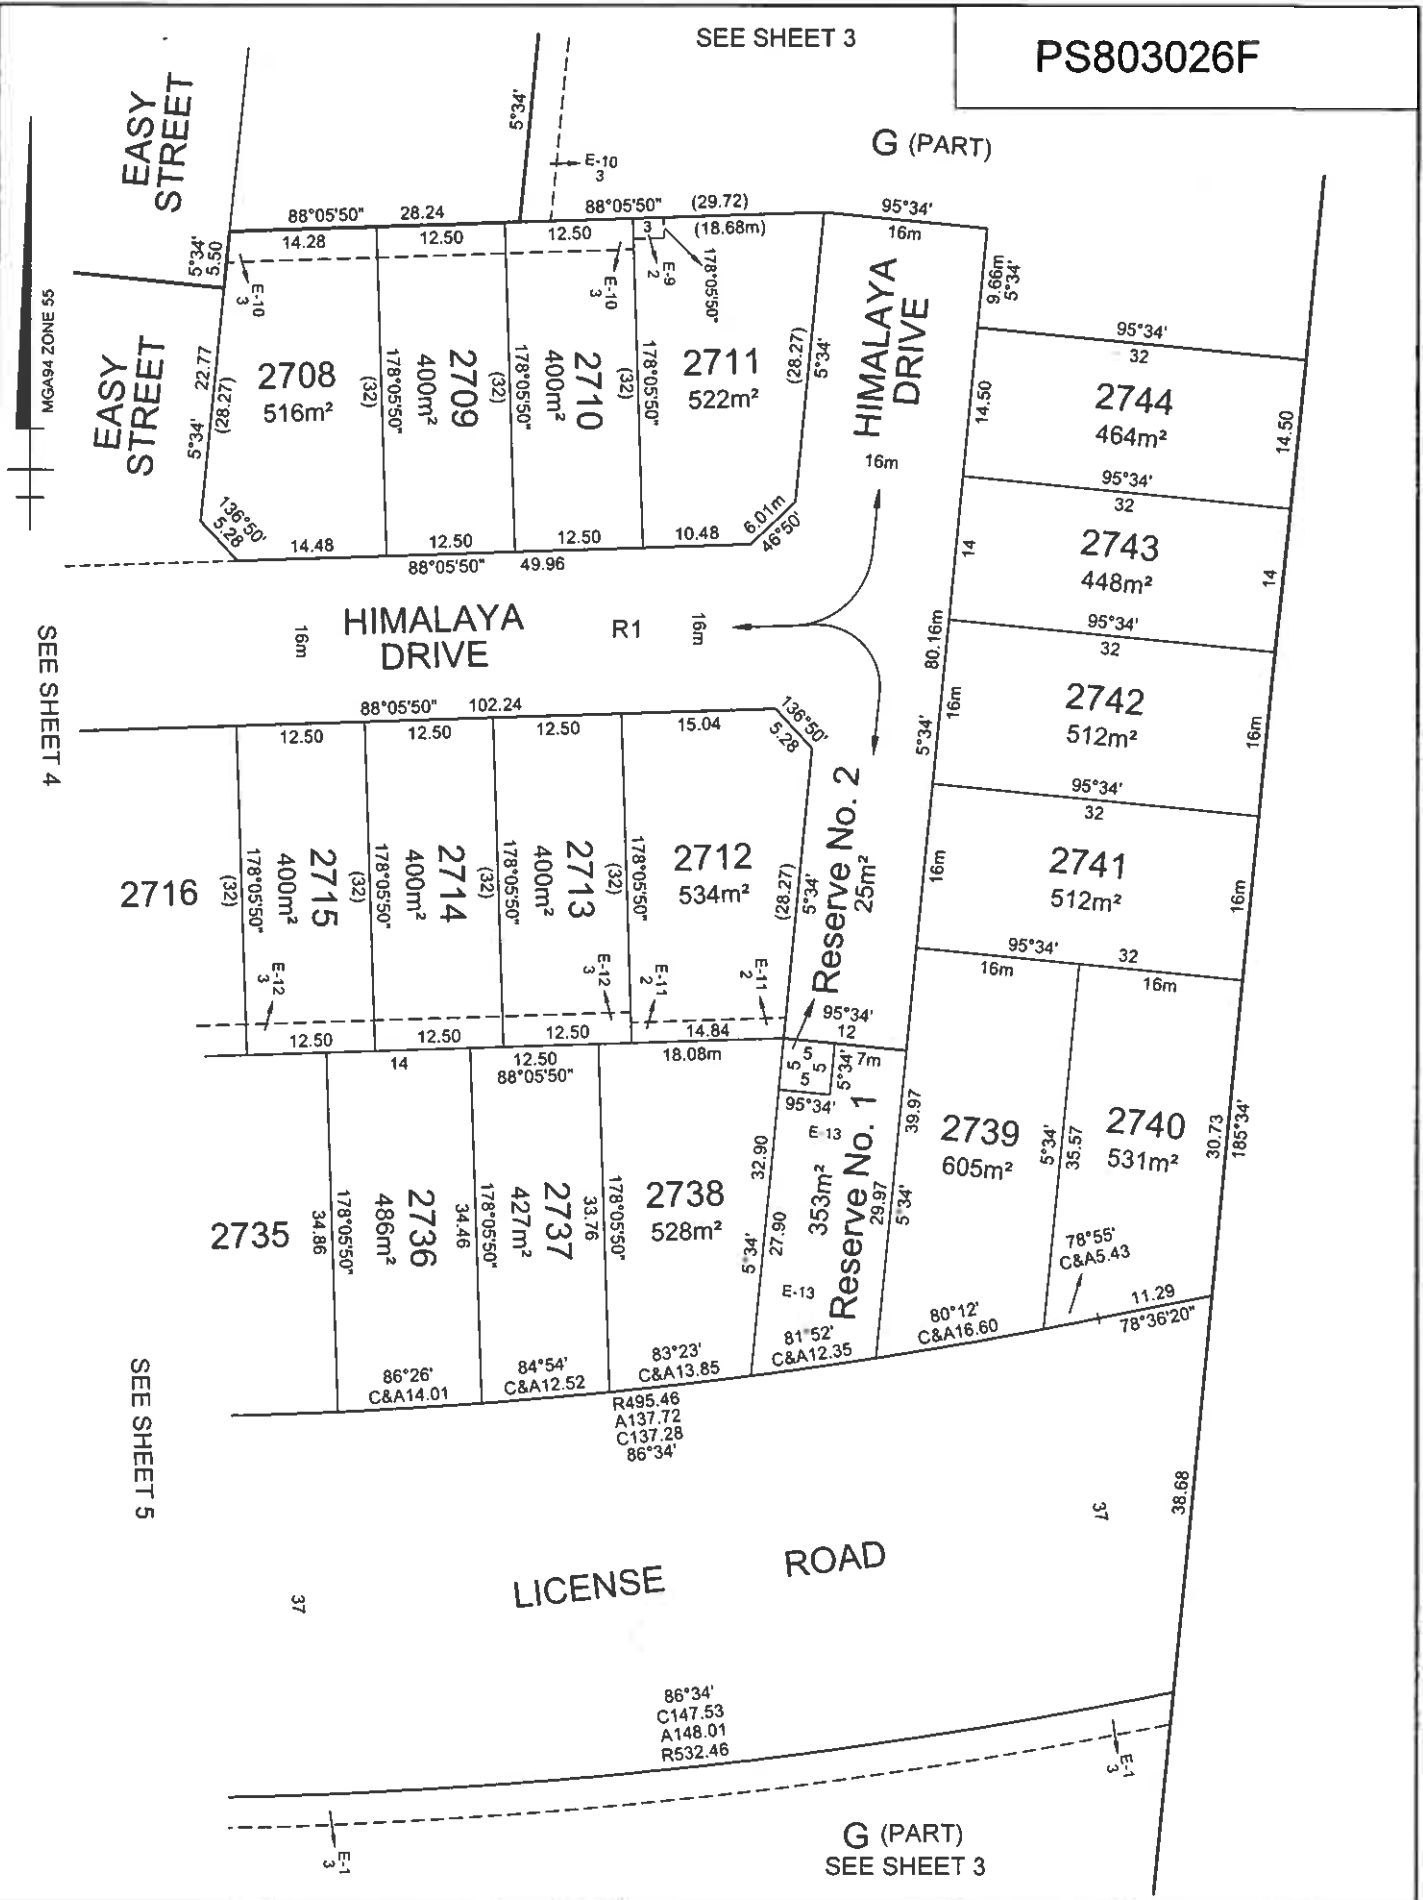 SEE SHEET 3
PS803026F
EASY
STREET
5°34'
E-10
3
G (PART)
88°05'50" 28.24
88°05'50" (29.72)
95°34'
14.28
12.50
12.50
3
(18.68m)
16m
5°34'
5.50
E-10
3
E-10
3
E-9
2
178°05'50"
9.66m
5°34'
MGA94 ZONE 55
EASY
STREET
5°34' 22.77
(28.27)
2708
516m²
(32)
178°05'50"
2709
400m²
(32)
178°05'50"
2710
400m²
(32)
178°05'50"
2711
522m²
(28.27)
5°34'
HIMALAYA
DRIVE
16m
95°34'
32
14.50
2744
464m²
14.50
95°34'
32
136°50'
5.28
14.48
12.50
12.50
10.48
6.01m
46°50'
88°05'50" 49.96
14
2743
448m²
14
95°34'
32
16m
HIMALAYA
DRIVE
R1
16m
80.16m
5°34'
16m
2742
512m²
16m
95°34'
32
SEE SHEET 4
88°05'50" 102.24
12.50
12.50
12.50
15.04
136°50'
5.28
2716
(32)
178°05'50"
2715
400m²
(32)
178°05'50"
2714
400m²
(32)
178°05'50"
2713
400m²
(32)
178°05'50"
2712
534m²
(28.27)
5°34'
Reserve No. 2
25m²
16m
2741
512m²
16m
95°34' 32
16m
16m
E-12
3
E-12
3
E-11
2
E-11
2
12.50
12.50
12.50
14.84
95°34'
12
14
12.50
88°05'50"
18.08m
5
5
5
5
5°34'
7m
95°34'
2735
34.86
178°05'50"
2736
486m²
34.46
178°05'50"
2737
427m²
33.76
178°05'50"
2738
528m²
32.90
5°34'
27.90
E-13
353m²
Reserve No. 1
E-13
39.97
29.97
5°34'
2739
605m²
5°34'
35.57
2740
531m²
30.73
185°34'
78°55'
C&A5.43
11.29
78°36'20"
80°12'
C&A16.60
81°52'
C&A12.35
83°23'
C&A13.85
84°54'
C&A12.52
86°26'
C&A14.01
R495.46
A137.72
C137.28
86°34'
SEE SHEET 5
37
LICENSE ROAD
37
38.68
86°34'
C147.53
A148.01
R532.46
E-1
3
E-1
3
G (PART)
SEE SHEET 3